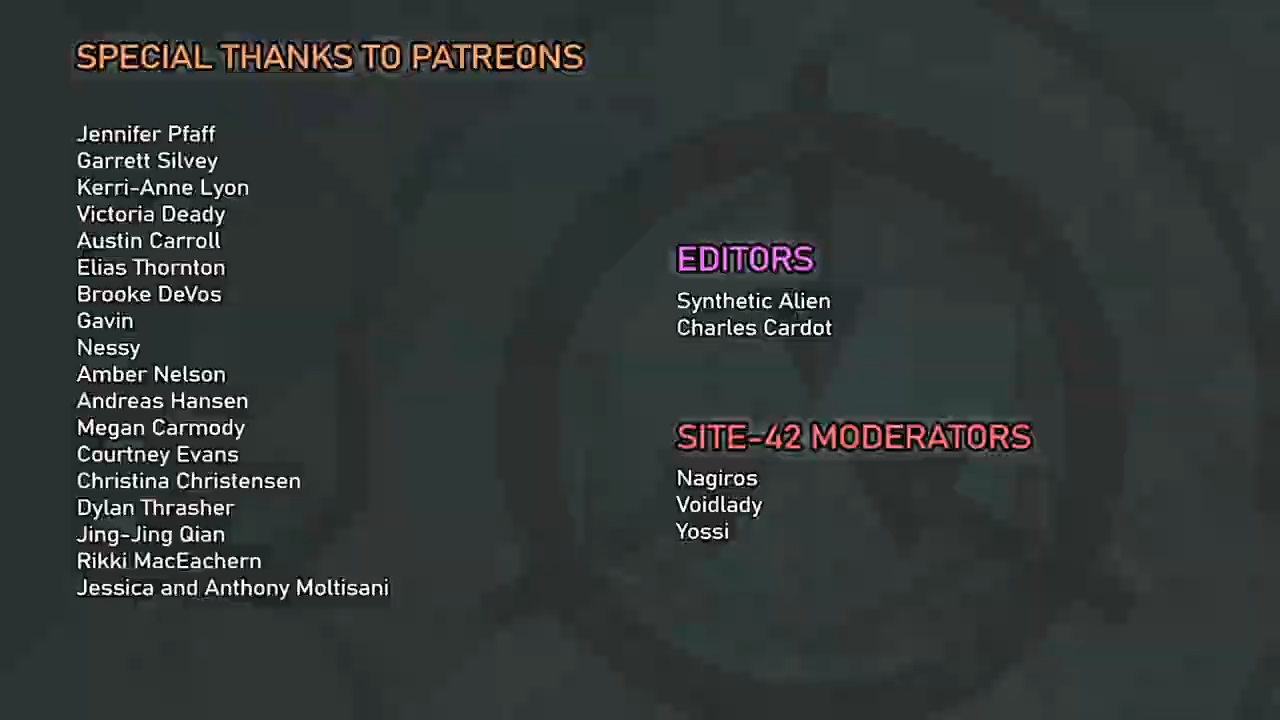 SPECIAL THANKS TO PATREONS
Jennifer Pfaff
Garrett Silvey
Kerri-Anne Lyon
Victoria Deady
Austin Carroll
Elias Thornton
Brooke DeVos
Gavin
Nessy
Amber Nelson
Andreas Hansen
Megan Carmody
Courtney Evans
Christina Christensen
Dylan Thrasher
Jing-Jing Qian
Rikki MacEachern
Jessica and Anthony Moltisani
EDITORS
Synthetic Alien
Charles Cardot
SITE-42 MODERATORS
Nagiros
Voidlady
Yossi